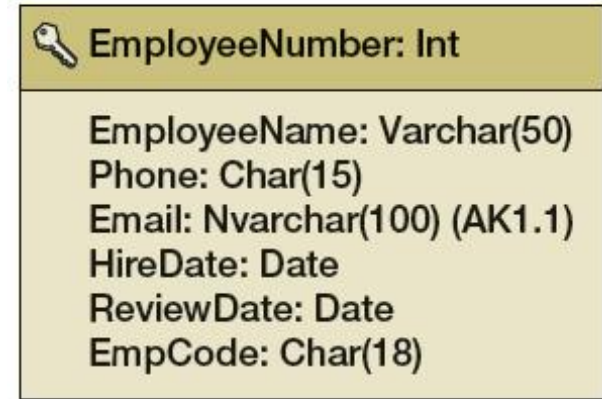 EmployeeNumber: Int
EmployeeName: Varchar(50)
Phone: Char(15)
Email: Nvarchar(100) (AK1.1)
HireDate: Date
ReviewDate: Date
EmpCode: Char(18)